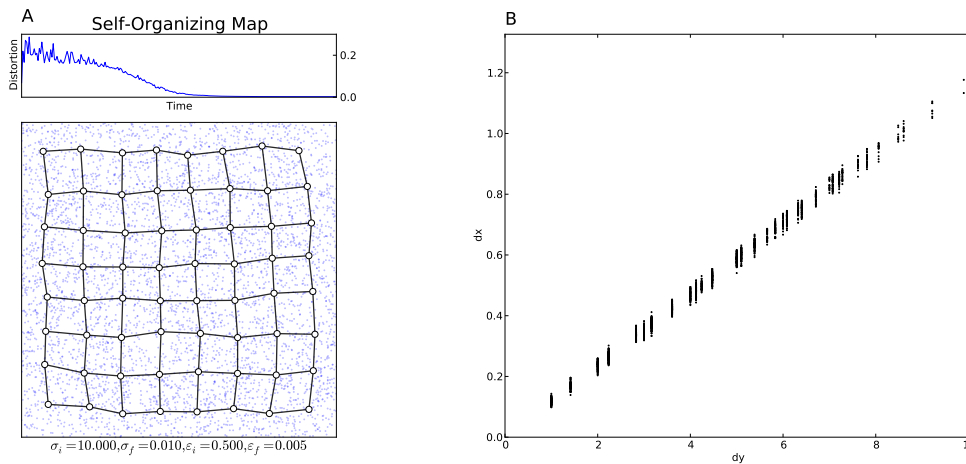 A
Self-Organizing Map
Distortion
0.2
0.0
Time
σi =10.000,σf =0.010,εi =0.500,εf =0.005
B
dx
1.2
1.0
0.8
0.6
0.4
0.2
0.0
0 2 4 6 8
dy